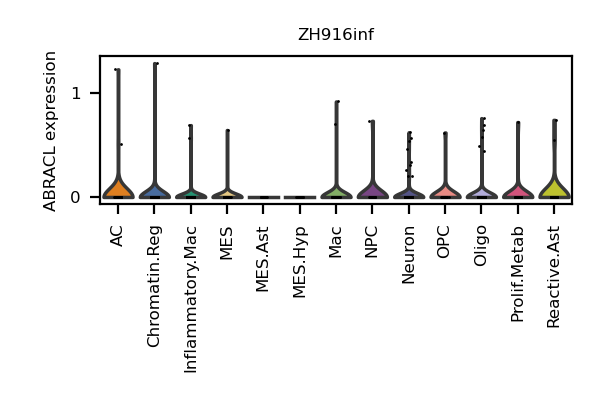 ZH916inf
ABRACL expression
1
0
AC
Chromatin.Reg
Inflammatory.Mac
MES
MES.Ast
MES.Hyp
Mac
NPC
Neuron
OPC
Oligo
Prolif.Metab
Reactive.Ast